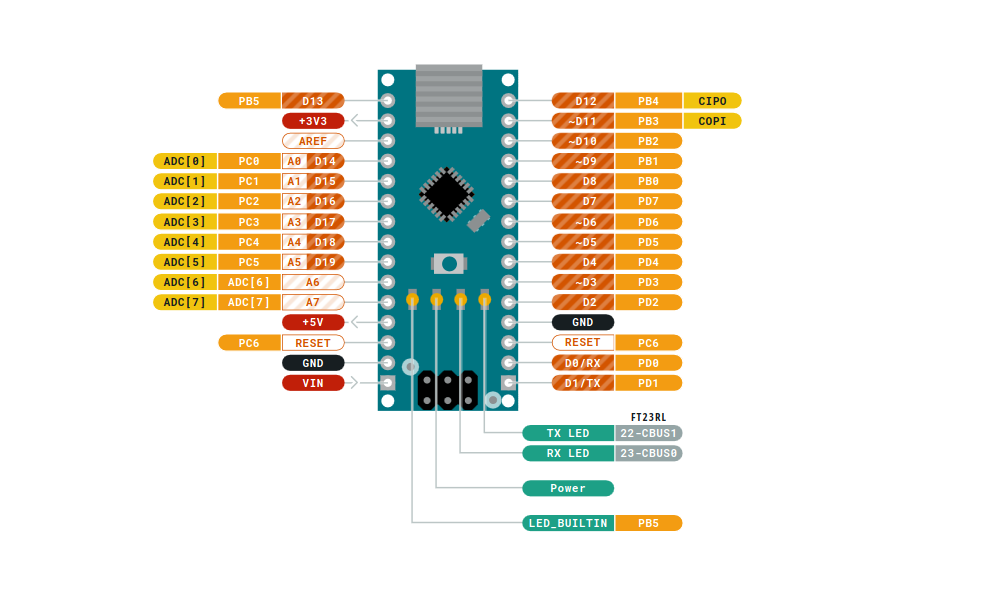 PB5 D13 D12 PB4 CIPO
+3V3 ~D11 PB3 COPI
AREF ~D10 PB2
ADC[0] PC0 A0 D14 ~D9 PB1
ADC[1] PC1 A1 D15 D8 PB0
ADC[2] PC2 A2 D16 D7 PD7
ADC[3] PC3 A3 D17 ~D6 PD6
ADC[4] PC4 A4 D18 ~D5 PD5
ADC[5] PC5 A5 D19 D4 PD4
ADC[6] ADC[6] A6 ~D3 PD3
ADC[7] ADC[7] A7 D2 PD2
+5V GND
PC6 RESET RESET PC6
GND D0/RX PD0
VIN D1/TX PD1
FT23RL
TX LED 22-CBUS1
RX LED 23-CBUS0
Power
LED_BUILTIN PB5